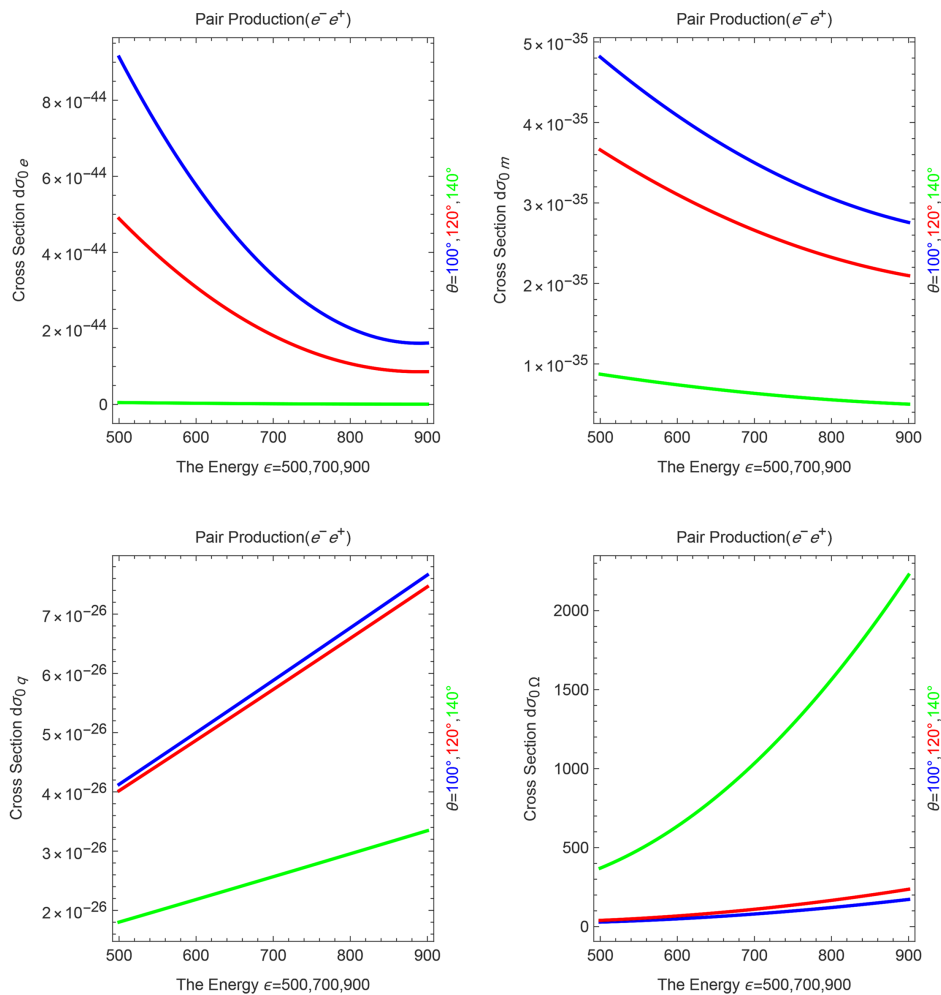 Pair Production(e⁻e⁺)
Cross Section dσ₀ e
8×10⁻⁴⁴
6×10⁻⁴⁴
4×10⁻⁴⁴
2×10⁻⁴⁴
0
500 600 700 800 900
The Energy ϵ=500,700,900
θ=100°,120°,140°
Pair Production(e⁻e⁺)
Cross Section dσ₀ m
5×10⁻³⁵
4×10⁻³⁵
3×10⁻³⁵
2×10⁻³⁵
1×10⁻³⁵
500 600 700 800 900
The Energy ϵ=500,700,900
θ=100°,120°,140°
Pair Production(e⁻e⁺)
Cross Section dσ₀ q
7×10⁻²⁶
6×10⁻²⁶
5×10⁻²⁶
4×10⁻²⁶
3×10⁻²⁶
2×10⁻²⁶
500 600 700 800 900
The Energy ϵ=500,700,900
θ=100°,120°,140°
Pair Production(e⁻e⁺)
Cross Section dσ₀ Ω
2000
1500
1000
500
0
500 600 700 800 900
The Energy ϵ=500,700,900
θ=100°,120°,140°